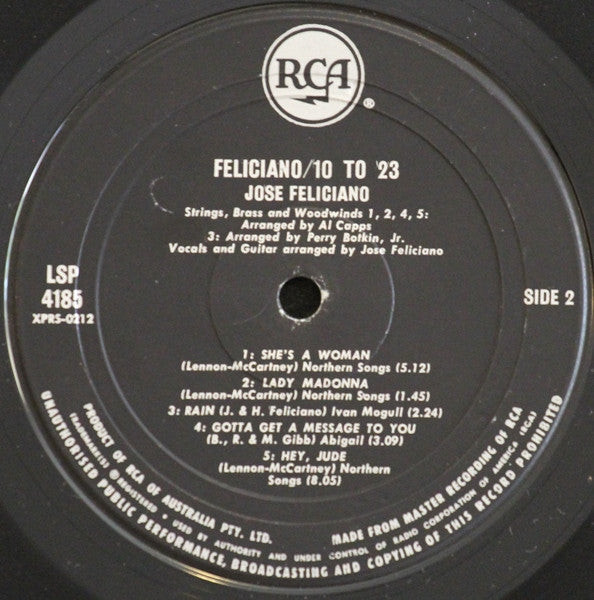 RCA
®
FELICIANO/10 TO '23
JOSE FELICIANO
Strings, Brass and Woodwinds 1, 2, 4, 5:
Arranged by Al Capps
3: Arranged by Perry Botkin, Jr.
Vocals and Guitar arranged by Jose Feliciano
LSP
4185
XPRS-0212
SIDE 2
1: SHE'S A WOMAN
(Lennon-McCartney) Northern Songs (5.12)
2: LADY MADONNA
(Lennon-McCartney) Northern Songs (1.45)
3: RAIN (J. & H. Feliciano) Ivan Mogull (2.24)
4: GOTTA GET A MESSAGE TO YOU
(B., R. & M. Gibb) Abigail (3.09)
5: HEY, JUDE
(Lennon-McCartney) Northern
Songs (8.05)
PRODUCT OF RCA OF AUSTRALIA PTY. LTD. MADE FROM MASTER RECORDING OF RCA
TRADEMARK(S) ® REGISTERED • USED BY AUTHORITY AND UNDER CONTROL OF RADIO CORPORATION OF AMERICA (RCA)
UNAUTHORISED PUBLIC PERFORMANCE, BROADCASTING AND COPYING OF THIS RECORD PROHIBITED